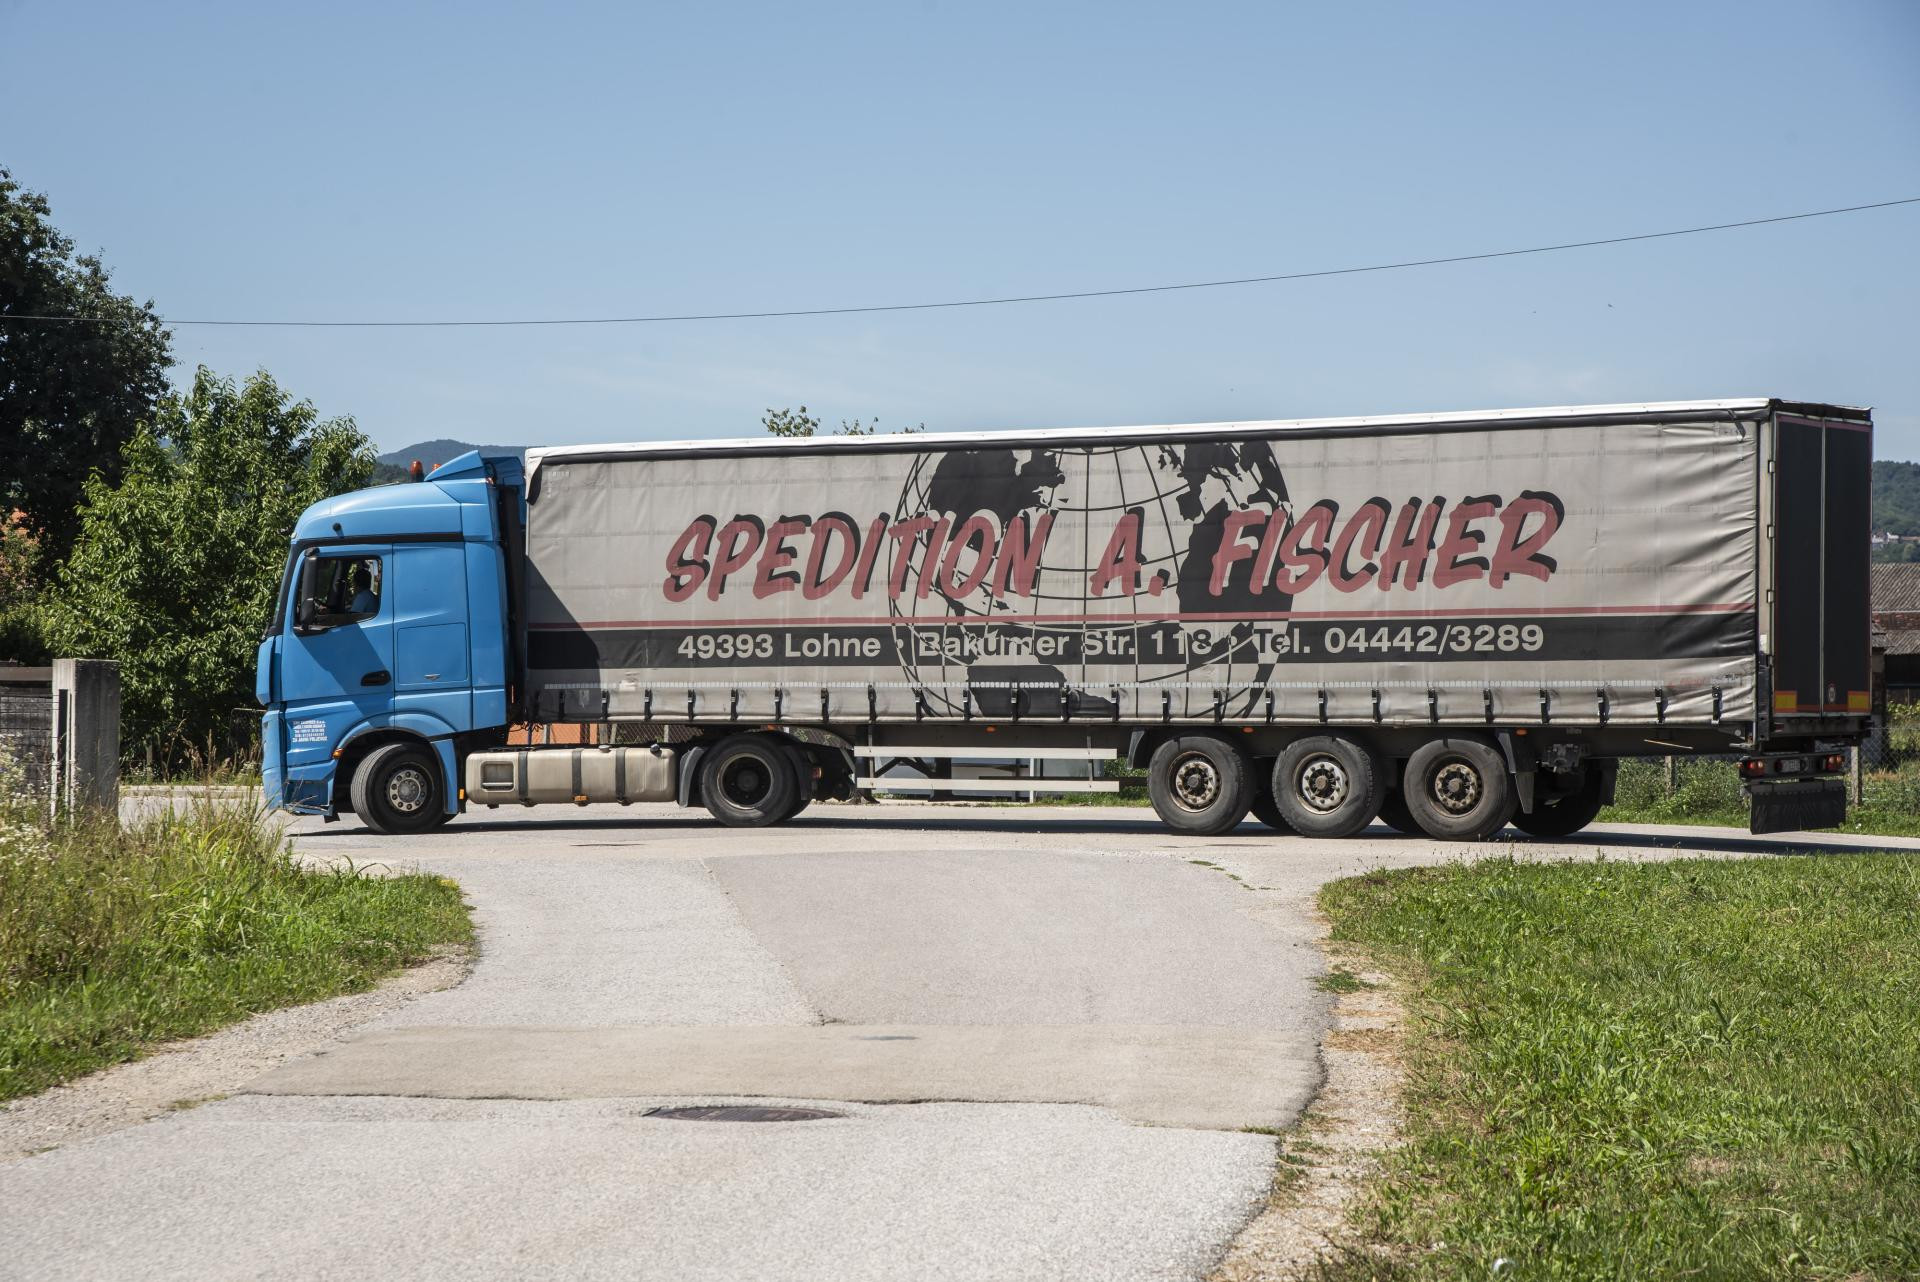 SPEDITION A. FISCHER
49393 Lohne • Bakumer Str. 118 • Tel. 04442/3289